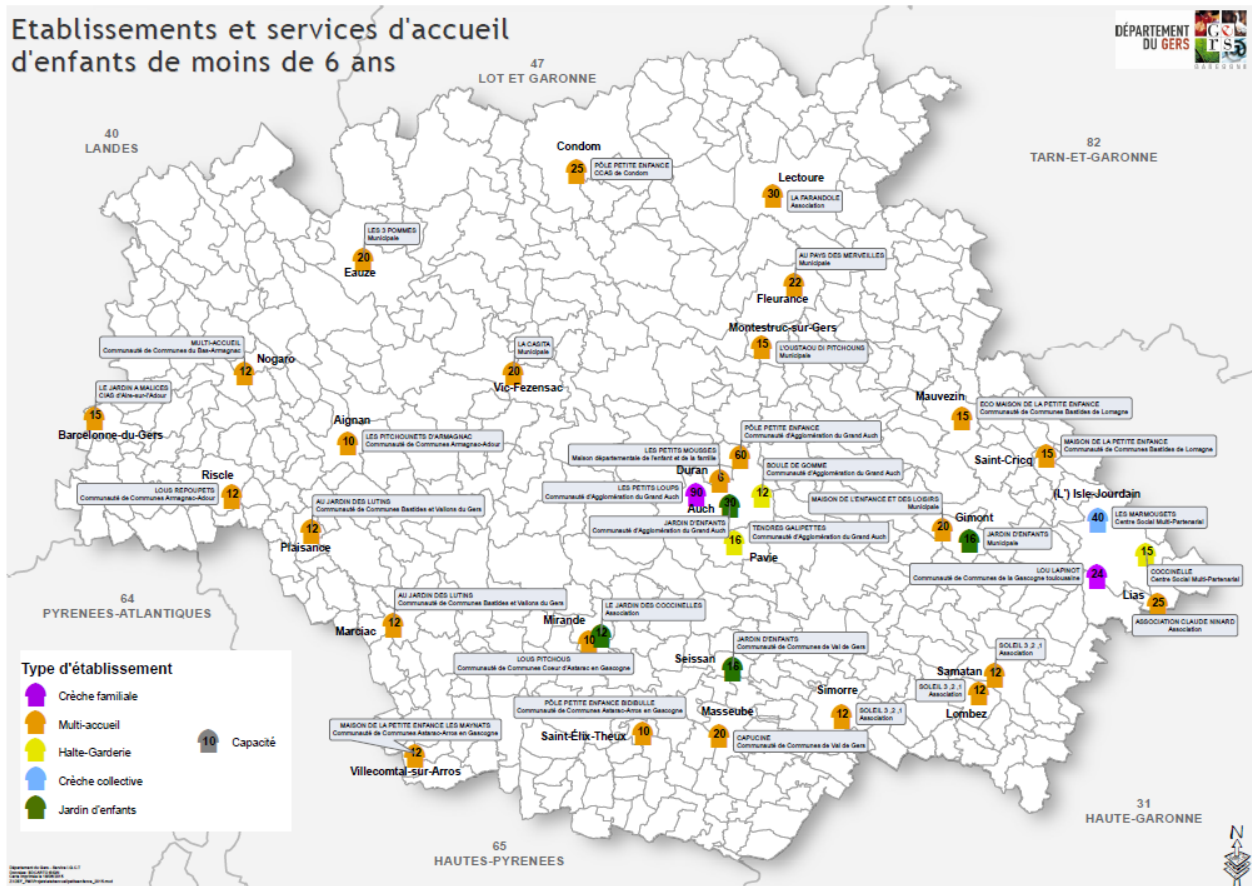 Etablissements et services d'accueil
d'enfants de moins de 6 ans
DÉPARTEMENT
DU GERS
Gers
GASCOGNE
47
LOT ET GARONNE
40
LANDES
82
TARN-ET-GARONNE
Condom
25
PÔLE PETITE ENFANCE
CCAS de Condom
Lectoure
30
LA FARANDOLE
Association
LES 3 POMMES
Municipale
20
Eauze
AU PAYS DES MERVEILLES
Municipale
22
Fleurance
Montestruc-sur-Gers
15
L'OUSTAOU DI PITCHOUNS
Municipale
MULTI-ACCUEIL
Communauté de Communes du Bas-Armagnac
Nogaro
12
LA CASITA
Municipale
20
Vic-Fezensac
LE JARDIN A MALICES
CIAS d'Aire-sur-l'Adour
15
Barcelonne-du-Gers
Aignan
10
LES PITCHOUNETS D'ARMAGNAC
Communauté de Communes Armagnac-Adour
Mauvezin
15
ECO MAISON DE LA PETITE ENFANCE
Communauté de Communes Bastides de Lomagne
PÔLE PETITE ENFANCE
Communauté d'Agglomération du Grand Auch
60
LES PETITS MOUSSES
Maison départementale de l'enfant et de la famille
Duran
6
BOULE DE GOMME
Communauté d'Agglomération du Grand Auch
12
MAISON DE LA PETITE ENFANCE
Communauté de Communes Bastides de Lomagne
Saint-Cricq
15
Riscle
LOUS REPOUPETS
Communauté de Communes Armagnac-Adour
12
LES PETITS LOUPS
Communauté d'Agglomération du Grand Auch
90
Auch
30
JARDIN D'ENFANTS
Communauté d'Agglomération du Grand Auch
TENDRES GALIPETTES
Communauté d'Agglomération du Grand Auch
16
Pavie
MAISON DE L'ENFANCE ET DES LOISIRS
Municipale
20
Gimont
16
JARDIN D'ENFANTS
Municipale
(L') Isle-Jourdain
40
LES MARMOUSETS
Centre Social Multi-Partenarial
AU JARDIN DES LUTINS
Communauté de Communes Bastides et Vallons du Gers
12
Plaisance
15
COCCINELLE
Centre Social Multi-Partenarial
LOU LAPINOT
Communauté de Communes de la Gascogne toulousaine
24
Lias
25
ASSOCIATION CLAUDE NINARD
Association
64
PYRENEES-ATLANTIQUES
AU JARDIN DES LUTINS
Communauté de Communes Bastides et Vallons du Gers
12
Marciac
LE JARDIN DES COCCINELLES
Association
Mirande
12
10
LOUS PITCHOUS
Communauté de Communes Coeur d'Astarac en Gascogne
JARDIN D'ENFANTS
Communauté de Communes de Val de Gers
Seissan
16
SOLEIL 3 ,2 ,1
Association
Samatan
12
SOLEIL 3 ,2 ,1
Association
12
Lombez
Simorre
12
SOLEIL 3 ,2 ,1
Association
PÔLE PETITE ENFANCE BIDIBULLE
Communauté de Communes Astarac-Arros en Gascogne
Saint-Élix-Theux
10
Masseube
20
CAPUCINE
Communauté de Communes de Val de Gers
MAISON DE LA PETITE ENFANCE LES MAYNATS
Communauté de Communes Astarac-Arros en Gascogne
12
Villecomtal-sur-Arros
Type d'établissement
Crèche familiale
Multi-accueil
Halte-Garderie
Crèche collective
Jardin d'enfants
10
Capacité
31
HAUTE-GARONNE
65
HAUTES-PYRENEES
N